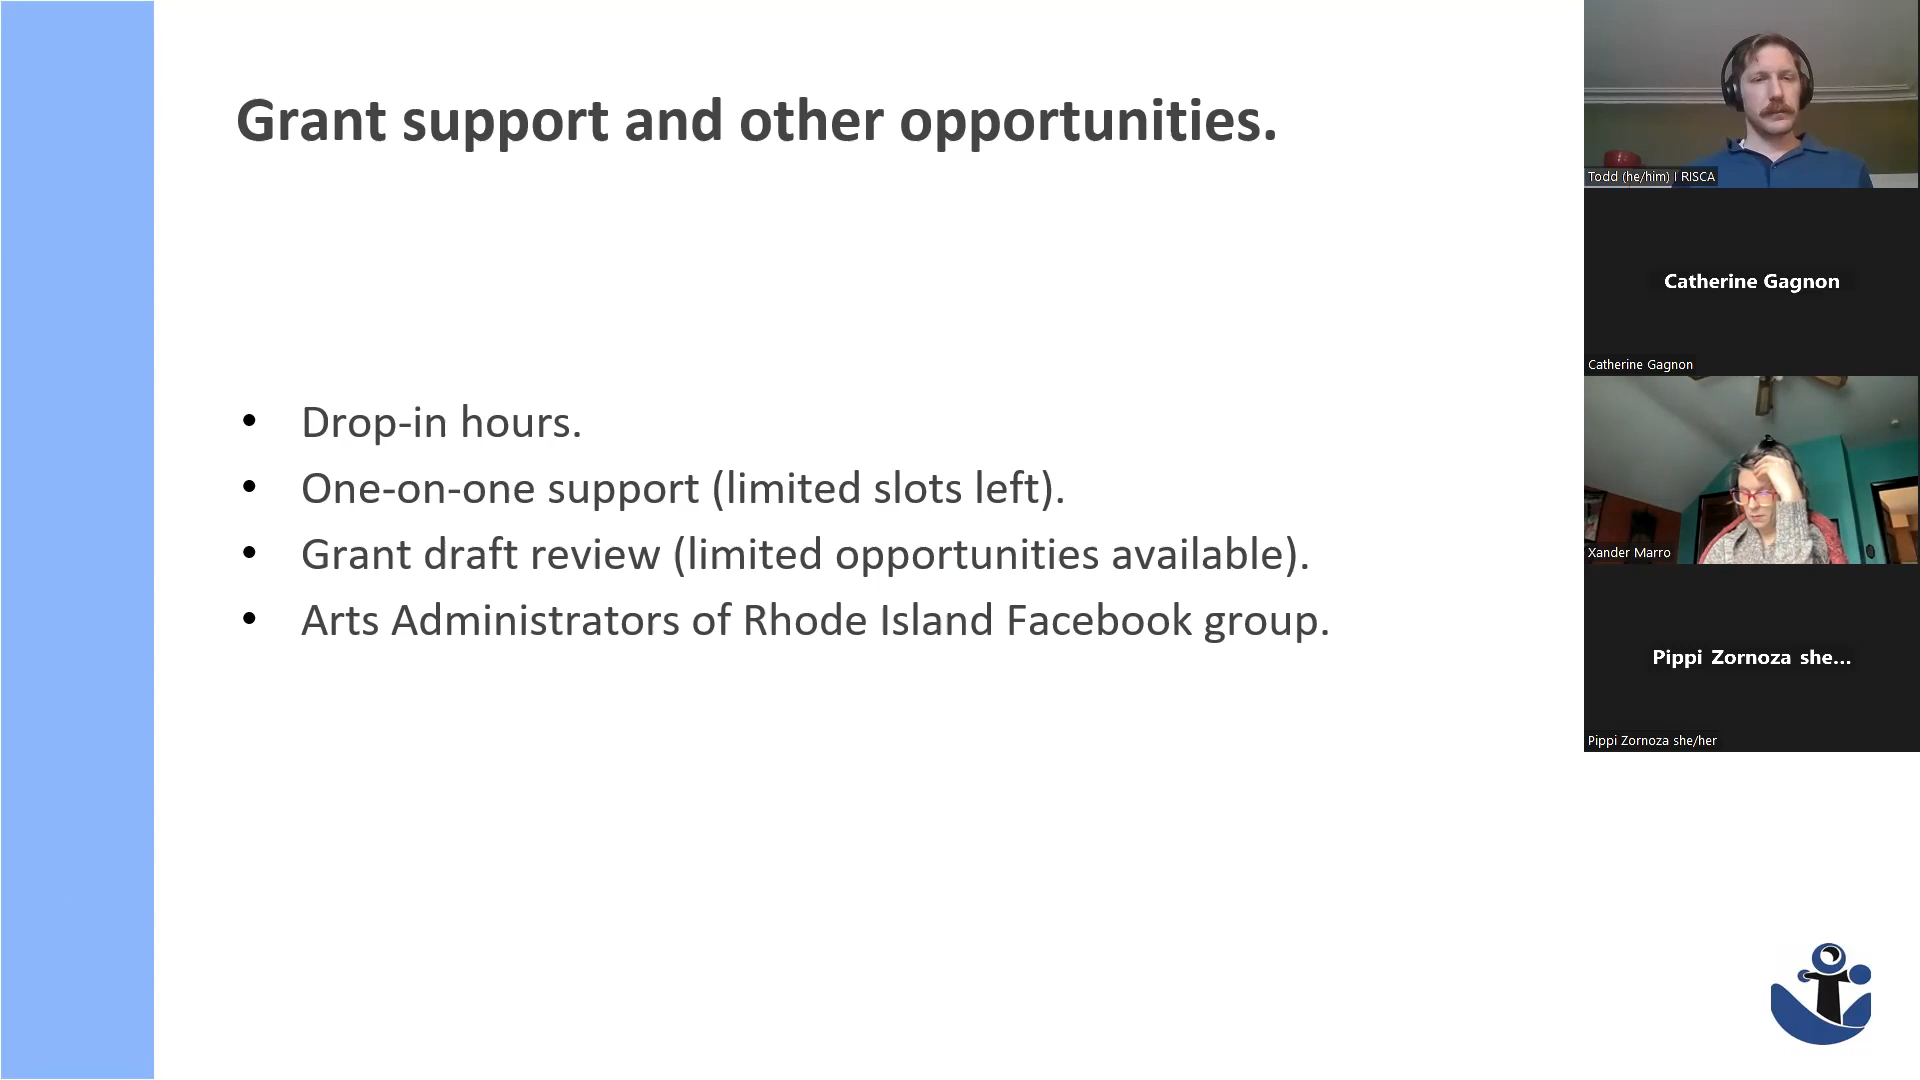 Grant support and other opportunities.
• Drop-in hours.
• One-on-one support (limited slots left).
• Grant draft review (limited opportunities available).
• Arts Administrators of Rhode Island Facebook group.
Todd (he/him) I RISCA
Catherine Gagnon
Catherine Gagnon
Xander Marro
Pippi Zornoza she...
Pippi Zornoza she/her